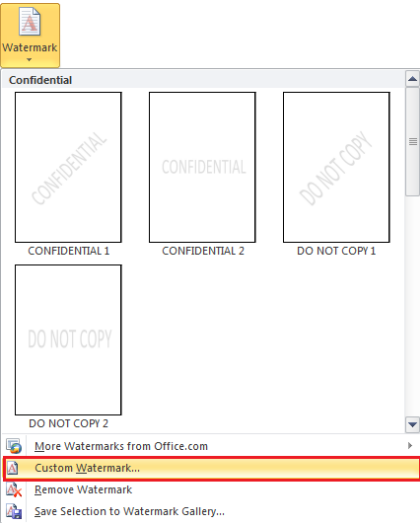 Watermark
Confidential
CONFIDENTIAL
CONFIDENTIAL
DO NOT COPY
CONFIDENTIAL 1
CONFIDENTIAL 2
DO NOT COPY 1
DO NOT COPY
DO NOT COPY 2
More Watermarks from Office.com
Custom Watermark...
Remove Watermark
Save Selection to Watermark Gallery...